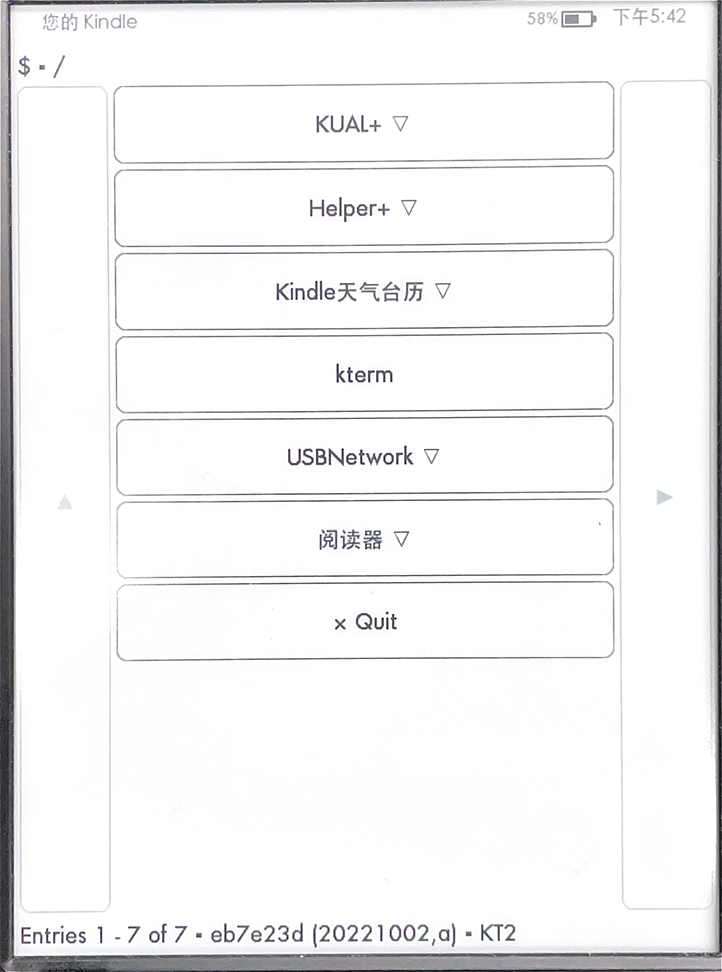 您的 Kindle 58% 下午5:42
$ ▪ /
KUAL+ ▽
Helper+ ▽
Kindle天气台历 ▽
kterm
USBNetwork ▽
阅读器 ▽
× Quit
Entries 1 - 7 of 7 ▪ eb7e23d (20221002,a) ▪ KT2